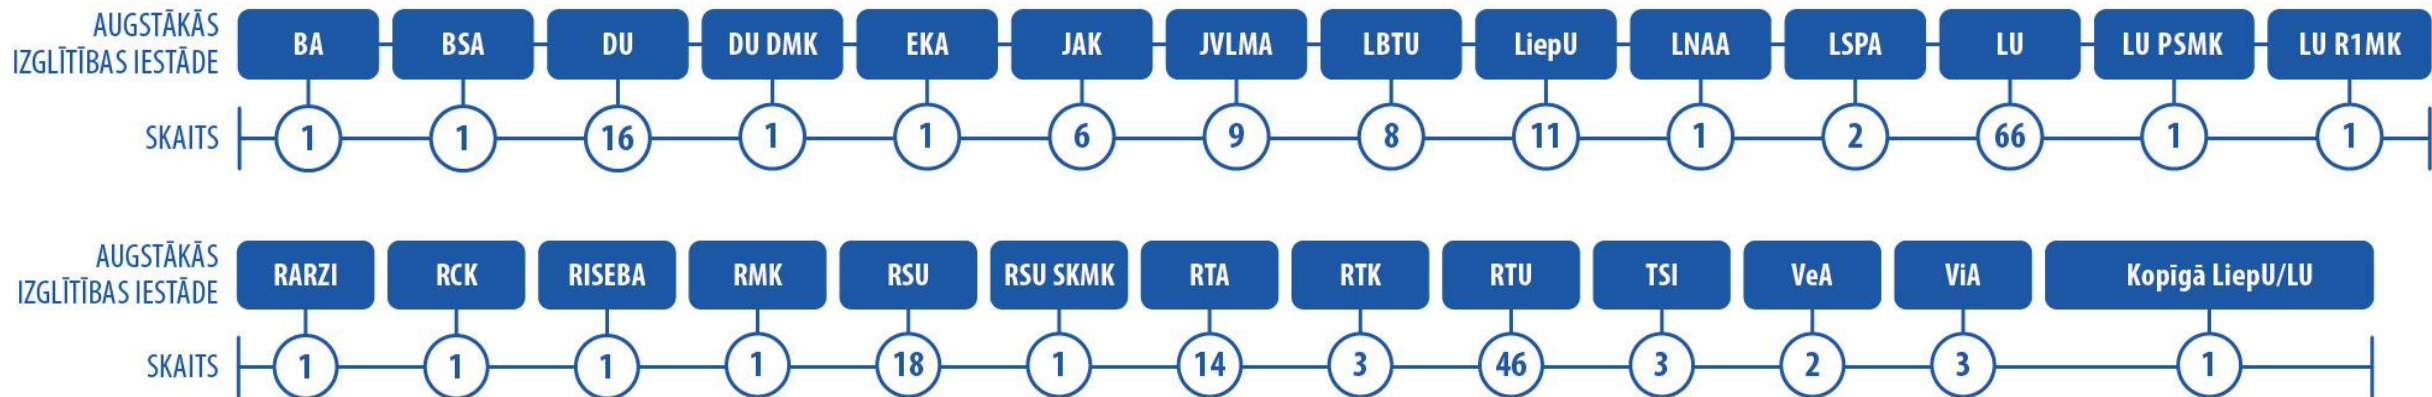 AUGSTĀKĀS
IZGLĪTĪBAS IESTĀDE
BA BSA DU DU DMK EKA JAK JVLMA LBTU LiepU LNAA LSPA LU LU PSMK LU R1MK
SKAITS 1 1 16 1 1 6 9 8 11 1 2 66 1 1
AUGSTĀKĀS
IZGLĪTĪBAS IESTĀDE
RARZI RCK RISEBA RMK RSU RSU SKMK RTA RTK RTU TSI VeA ViA Kopīgā LiepU/LU
SKAITS 1 1 1 1 18 1 14 3 46 3 2 3 1